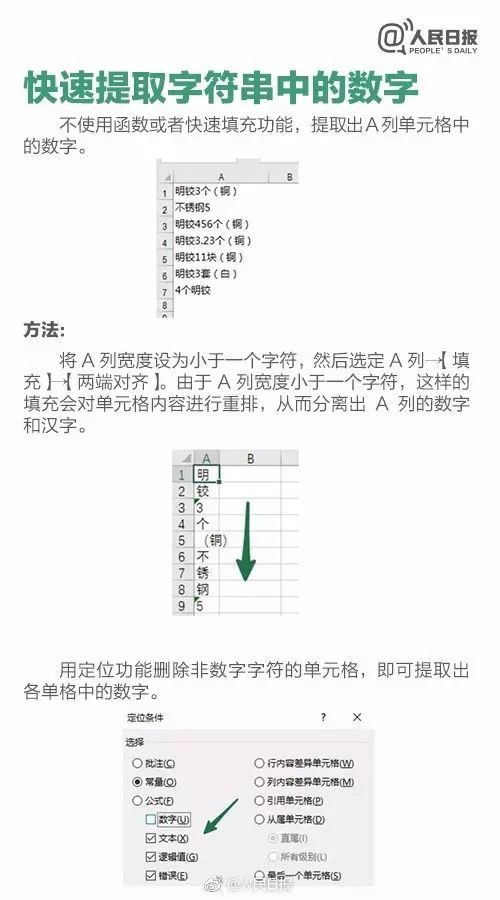 @人民日报
PEOPLE'S DAILY
快速提取字符串中的数字
不使用函数或者快速填充功能，提取出A列单元格中
的数字。
A B
1 明铰3个（铜）
2 不锈钢5
3 明铰456个（铜）
4 明铰3.23个（铜）
5 明铰11块（铜）
6 明铰3套（白）
7 4个明铰
8
方法:
将 A 列宽度设为小于一个字符，然后选定 A 列→【 填
充 】→【 两端对齐 】。由于 A 列宽度小于一个字符，这样的
填充会对单元格内容进行重排，从而分离出 A 列的数字
和汉字。
A B
1 明
2 铰
3 3
4 个
5 （铜）
6 不
7 锈
8 钢
9 5
用定位功能删除非数字字符的单元格，即可提取出
各单格中的数字。
定位条件 ? ×
选择
批注(C) 行内容差异单元格(W)
常量(O) 列内容差异单元格(M)
公式(F) 引用单元格(P)
数字(U) 从属单元格(D)
文本(X) 直属(I)
逻辑值(G) 所有级别(L)
错误(E) 最后一个单元格(S)
@人民日报